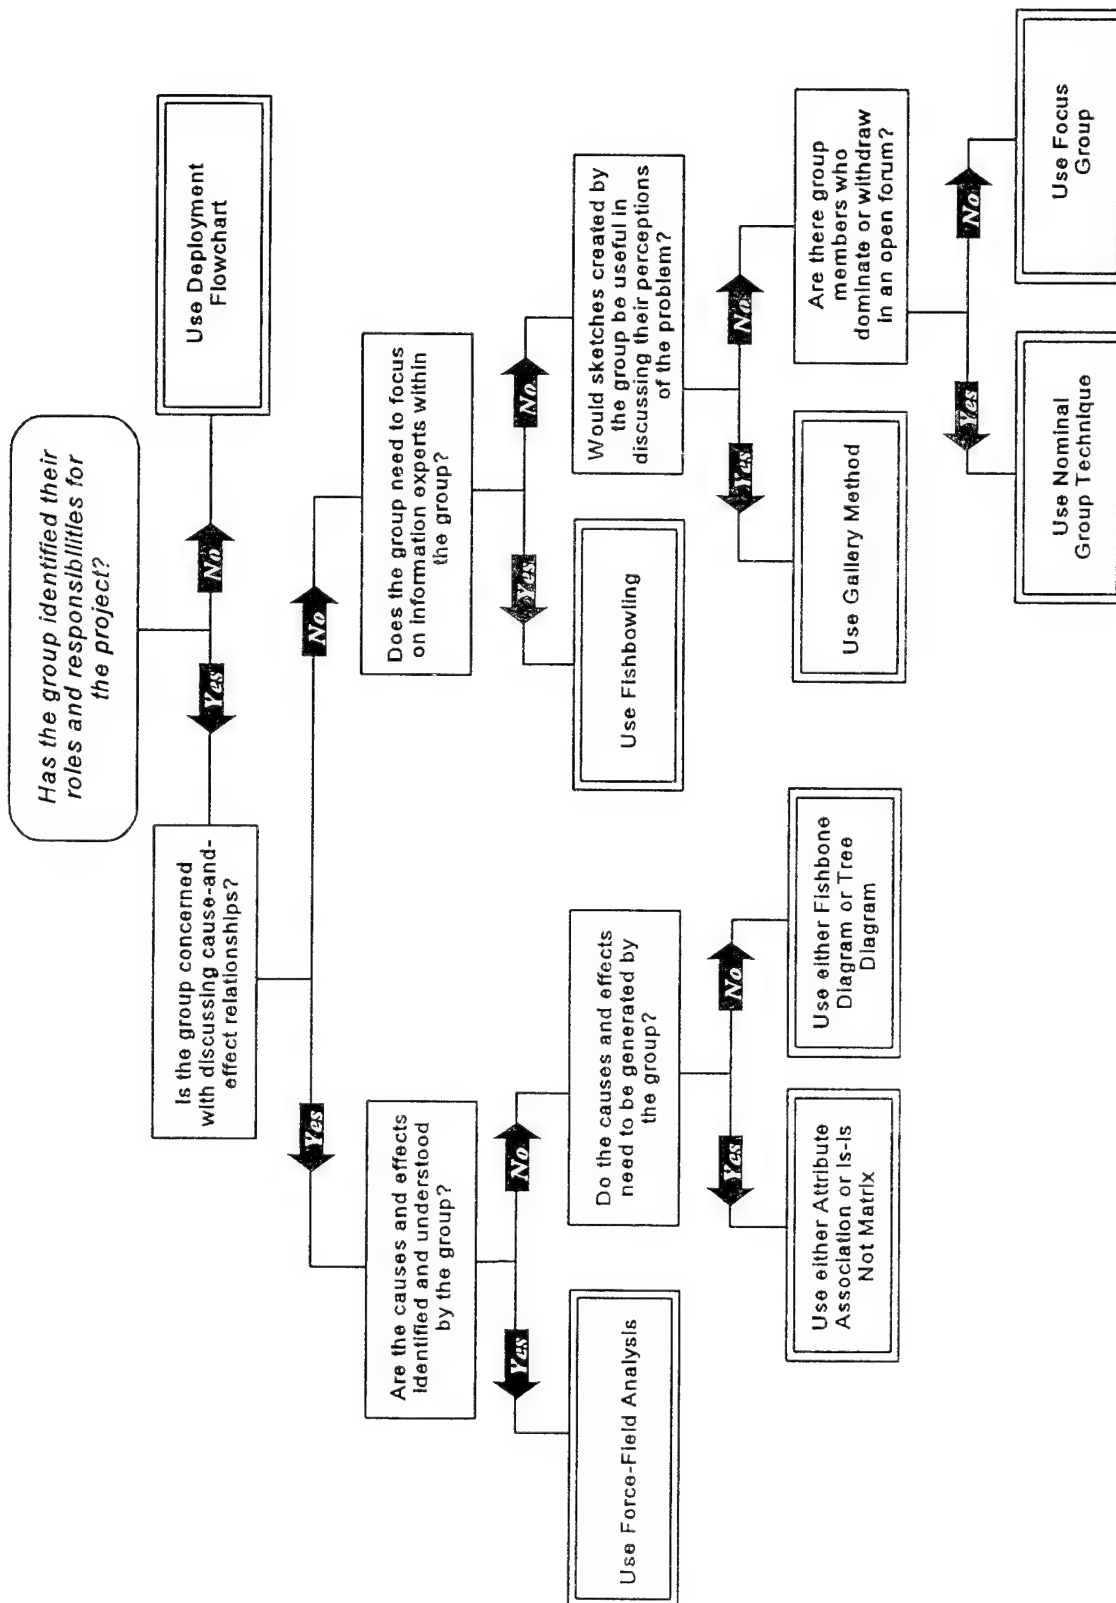 Has the group identified their
roles and responsibilities for
the project?
Yes
No
Use Deployment
Flowchart
Is the group concerned
with discussing cause-and-
effect relationships?
Yes
No
Are the causes and effects
identified and understood
by the group?
Does the group need to focus
on information experts within
the group?
Yes
No
Yes
No
Use Force-Field Analysis
Do the causes and effects
need to be generated by
the group?
Use Fishbowling
Would sketches created by
the group be useful in
discussing their perceptions
of the problem?
Yes
No
Yes
No
Use either Attribute
Association or Is-Is
Not Matrix
Use either Fishbone
Diagram or Tree
Diagram
Use Gallery Method
Are there group
members who
dominate or withdraw
in an open forum?
Yes
No
Use Nominal
Group Technique
Use Focus
Group